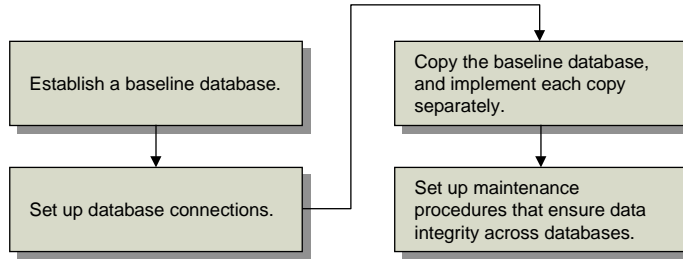 Establish a baseline database.
Set up database connections.
Copy the baseline database,
and implement each copy
separately.
Set up maintenance
procedures that ensure data
integrity across databases.